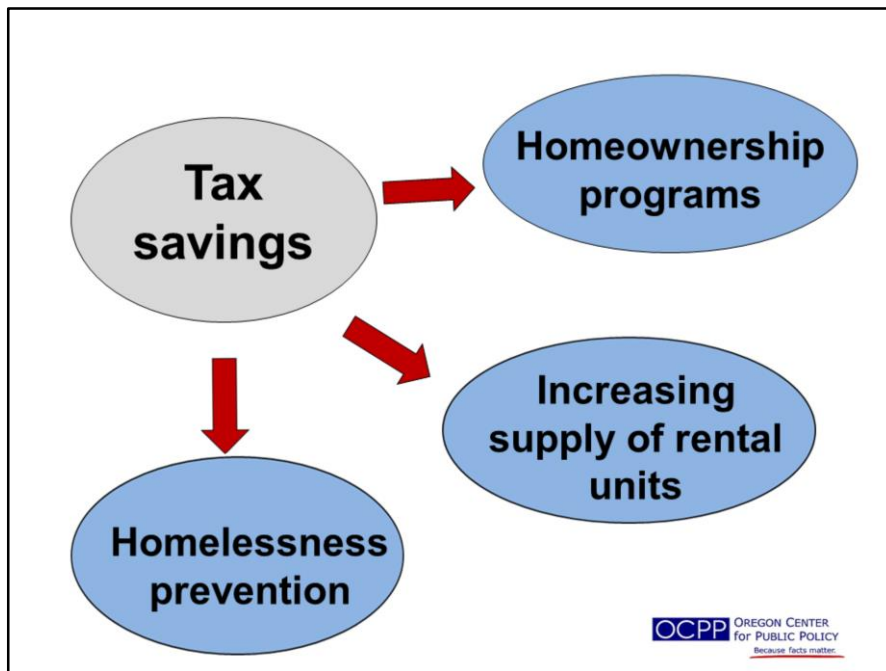 Tax
savings
Homeownership
programs
Increasing
supply of rental
units
Homelessness
prevention
OCPP OREGON CENTER
for PUBLIC POLICY
Because facts matter.